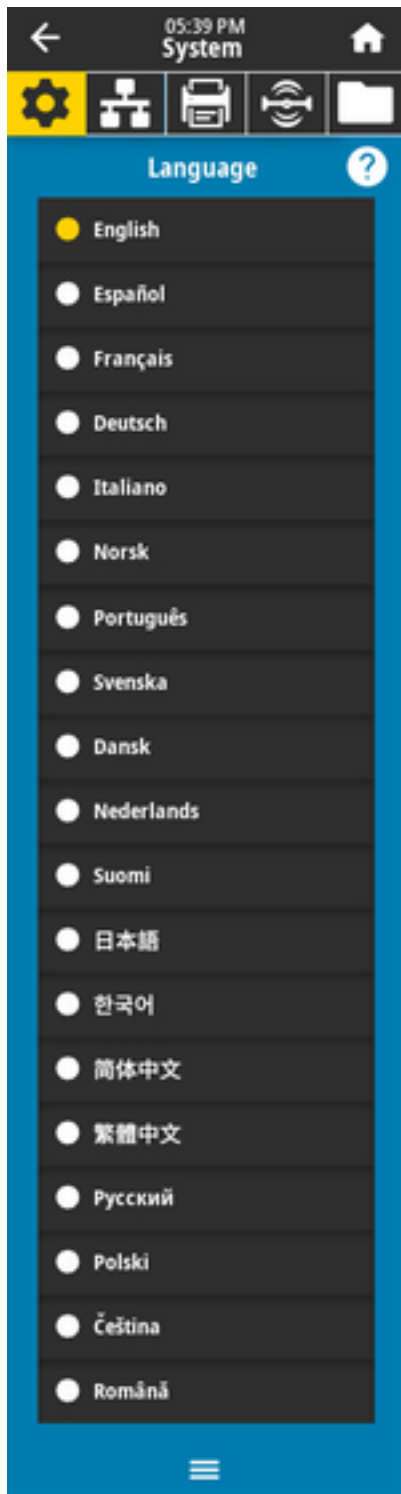 05:39 PM
System
Language
?
English
Español
Français
Deutsch
Italiano
Norsk
Português
Svenska
Dansk
Nederlands
Suomi
日本語
한국어
简体中文
繁體中文
Русский
Polski
Čeština
Română